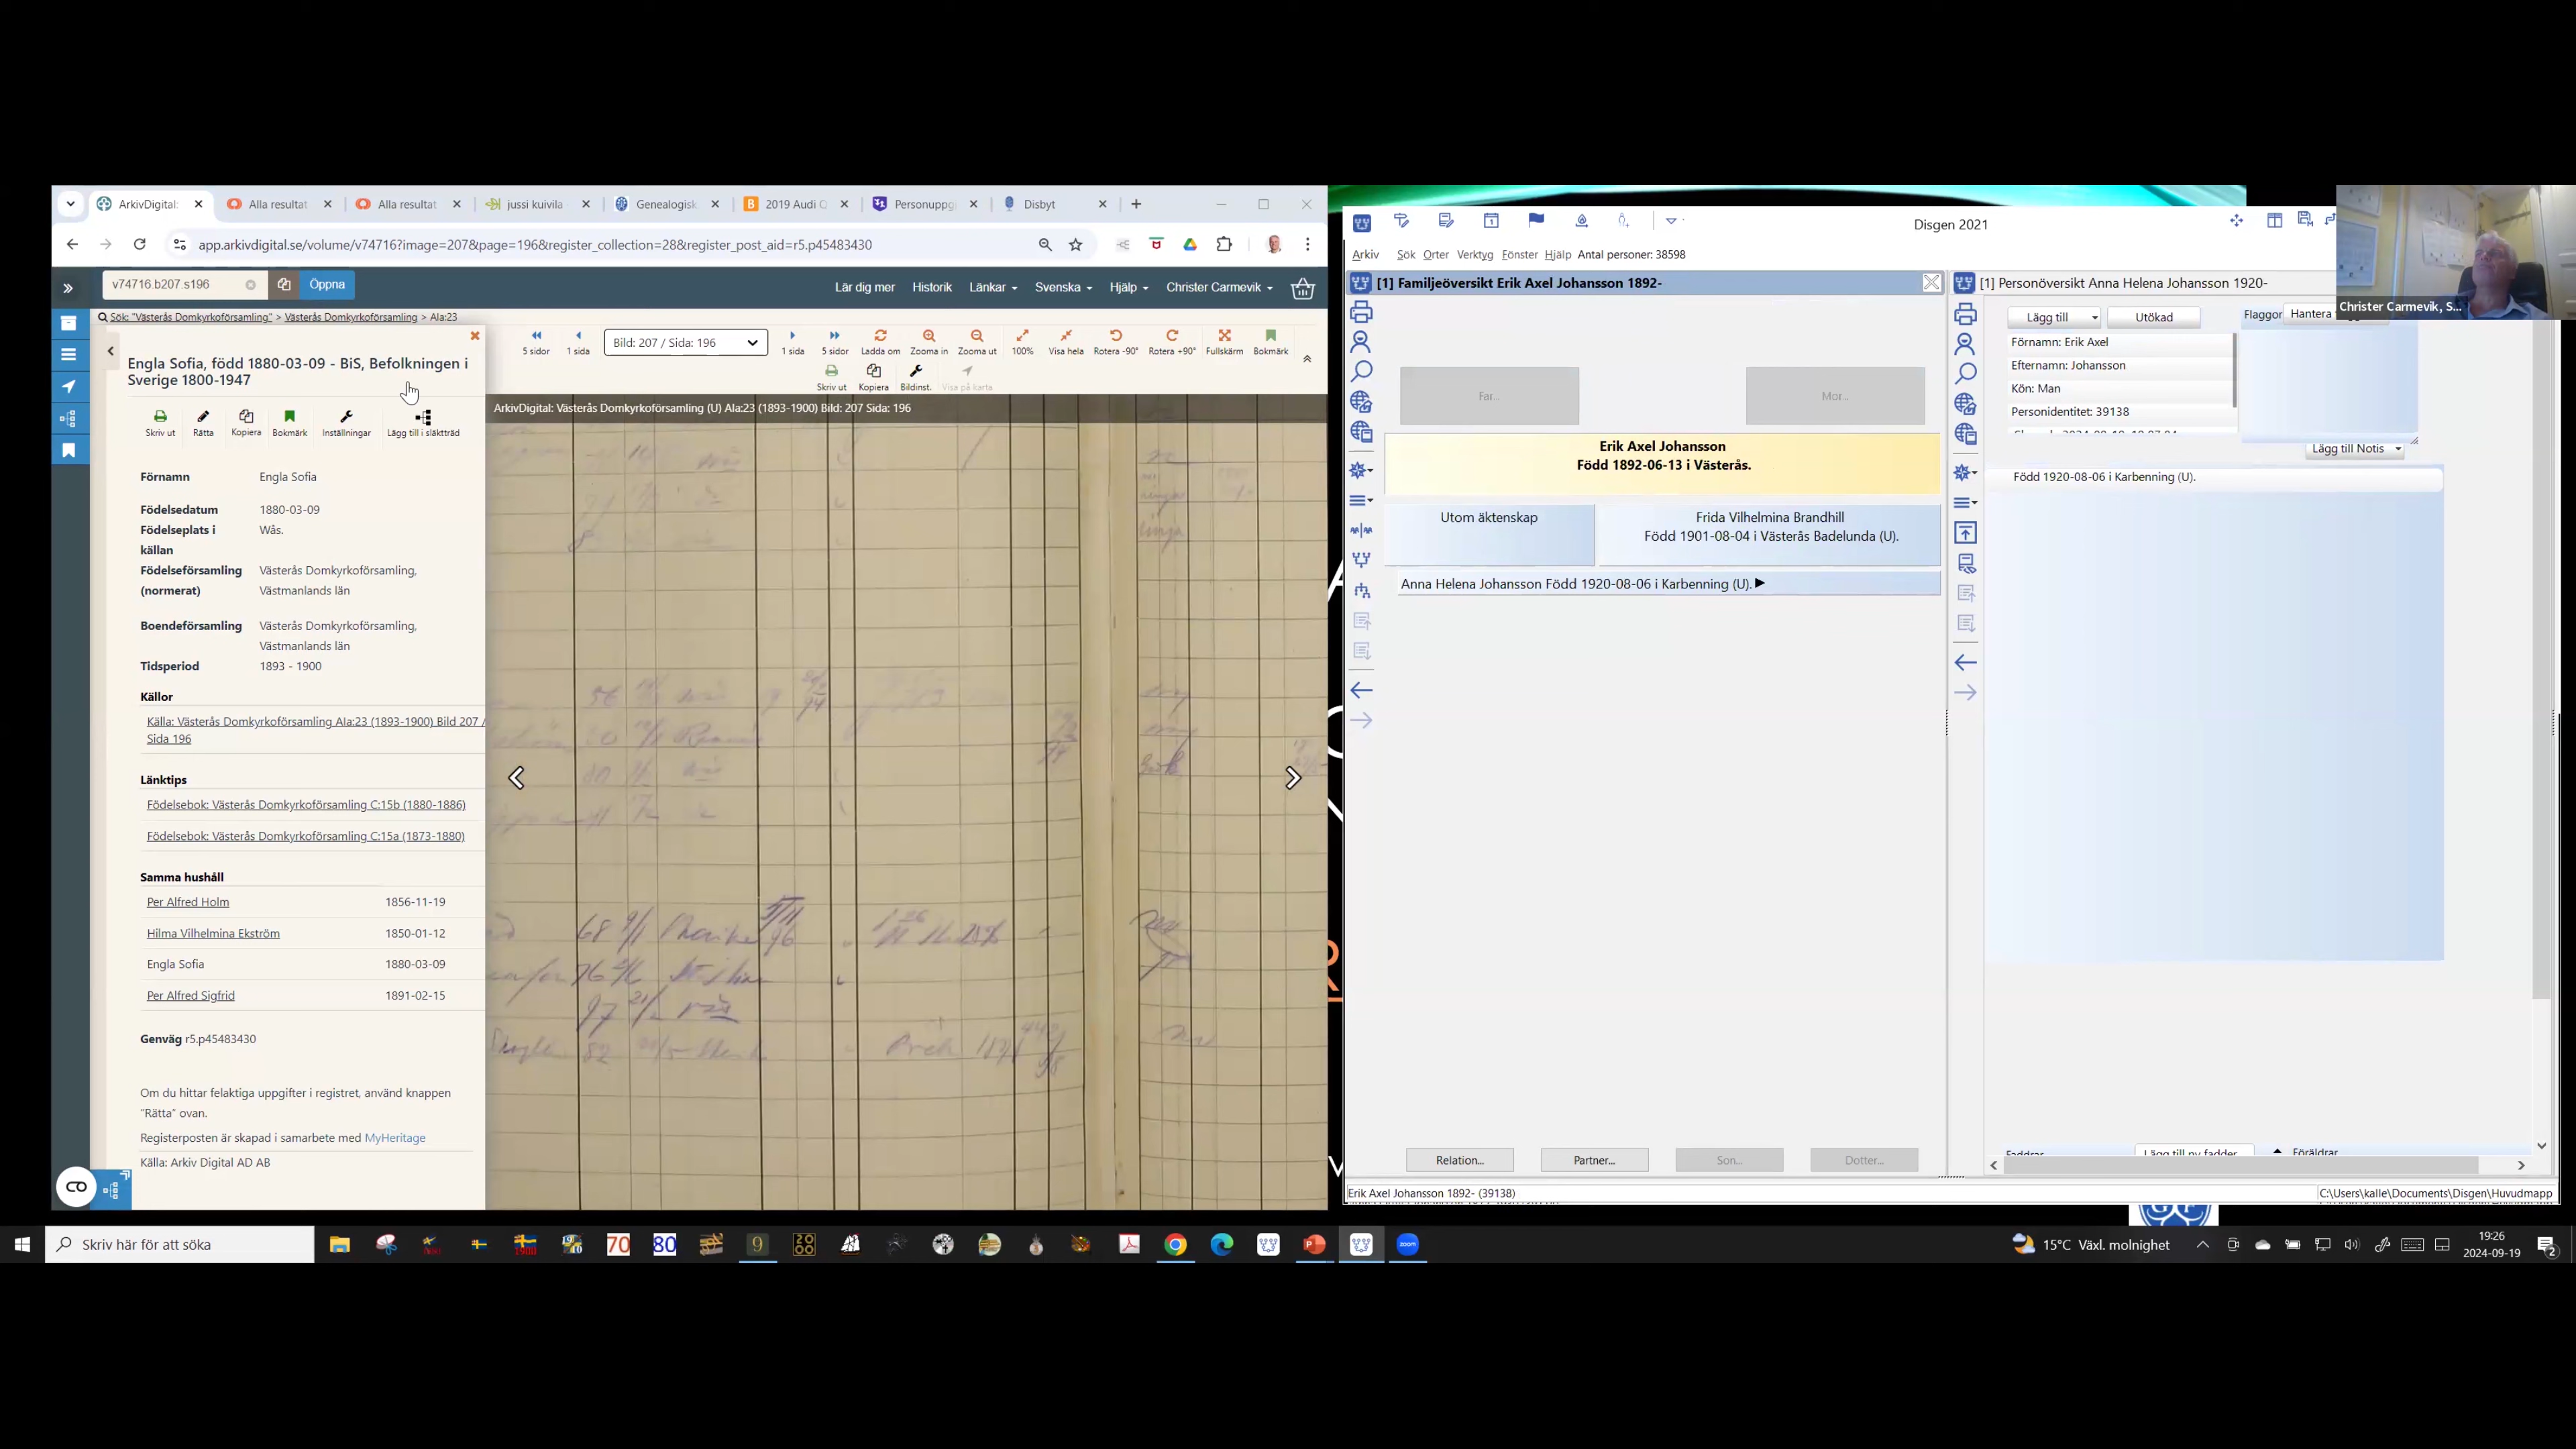 ArkivDigital:
Alla resultat
Alla resultat
jussi kuivila
Genealogisk
2019 Audi Q
Personuppg
Disbyt
app.arkivdigital.se/volume/v74716?image=207&page=196&register_collection=28&register_post_aid=r5.p45483430
v74716.b207.s196
Öppna
Lär dig mer
Historik
Länkar
Svenska
Hjälp
Christer Carmevik
Sök: "Västerås Domkyrkoförsamling" > Västerås Domkyrkoförsamling > AIa:23
5 sidor
1 sida
Bild: 207 / Sida: 196
1 sida
5 sidor
Ladda om
Zooma in
Zooma ut
100%
Visa hela
Rotera -90°
Rotera +90°
Fullskärm
Bokmärk
Skriv ut
Kopiera
Bildinst.
Visa på karta
ArkivDigital: Västerås Domkyrkoförsamling (U) AIa:23 (1893-1900) Bild: 207 Sida: 196
Engla Sofia, född 1880-03-09 - BiS, Befolkningen i
Sverige 1800-1947
Skriv ut
Rätta
Kopiera
Bokmärk
Inställningar
Lägg till i släktträd
Förnamn Engla Sofia
Födelsedatum 1880-03-09
Födelseplats i Wås.
källan
Födelseförsamling Västerås Domkyrkoförsamling,
(normerat) Västmanlands län
Boendeförsamling Västerås Domkyrkoförsamling,
Västmanlands län
Tidsperiod 1893 - 1900
Källor
Källa: Västerås Domkyrkoförsamling AIa:23 (1893-1900) Bild 207 /
Sida 196
Länktips
Födelsebok: Västerås Domkyrkoförsamling C:15b (1880-1886)
Födelsebok: Västerås Domkyrkoförsamling C:15a (1873-1880)
Samma hushåll
Per Alfred Holm 1856-11-19
Hilma Vilhelmina Ekström 1850-01-12
Engla Sofia 1880-03-09
Per Alfred Sigfrid 1891-02-15
Genväg r5.p45483430
Om du hittar felaktiga uppgifter i registret, använd knappen
"Rätta" ovan.
Registerposten är skapad i samarbete med MyHeritage
Källa: Arkiv Digital AD AB
Disgen 2021
Arkiv Sök Orter Verktyg Fönster Hjälp Antal personer: 38598
[1] Familjeöversikt Erik Axel Johansson 1892-
Far...
Mor...
Erik Axel Johansson
Född 1892-06-13 i Västerås.
Utom äktenskap
Frida Vilhelmina Brandhill
Född 1901-08-04 i Västerås Badelunda (U).
Anna Helena Johansson Född 1920-08-06 i Karbenning (U).
Relation...
Partner...
Son...
Dotter...
Erik Axel Johansson 1892- (39138)
[1] Personöversikt Anna Helena Johansson 1920-
Lägg till
Utökad
Flaggor
Hantera
Förnamn: Erik Axel
Efternamn: Johansson
Kön: Man
Personidentitet: 39138
Lägg till Notis
Född 1920-08-06 i Karbenning (U).
Faddrar
Lägg till ny fadder
Föräldrar
C:\Users\kalle\Documents\Disgen\Huvudmapp
Christer Carmevik, S...
Skriv här för att söka
70
80
9
15°C Växl. molnighet
19:26
2024-09-19
2